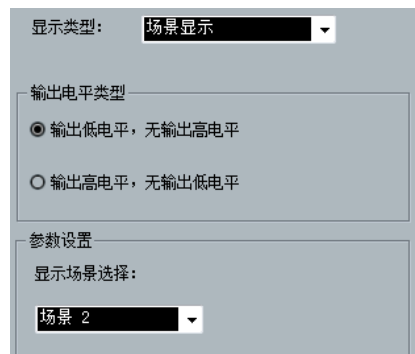 显示类型： 场景显示
输出电平类型
输出低电平，无输出高电平
输出高电平，无输出低电平
参数设置
显示场景选择：
场景 2